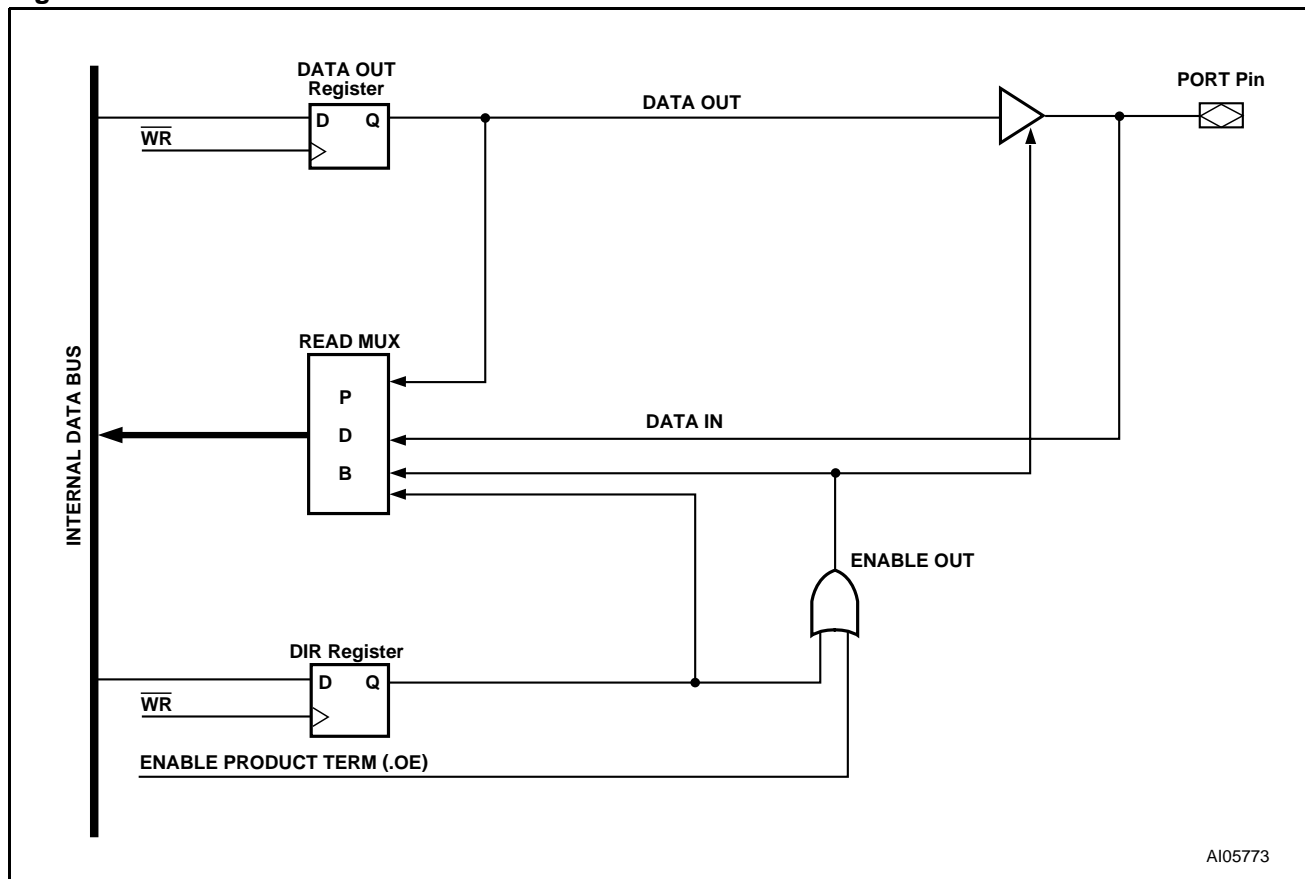 DATA OUT
Register
PORT Pin
DATA OUT
D Q
WR
READ MUX
P
D
B
DATA IN
INTERNAL DATA BUS
ENABLE OUT
DIR Register
D Q
WR
ENABLE PRODUCT TERM (.OE)
AI05773